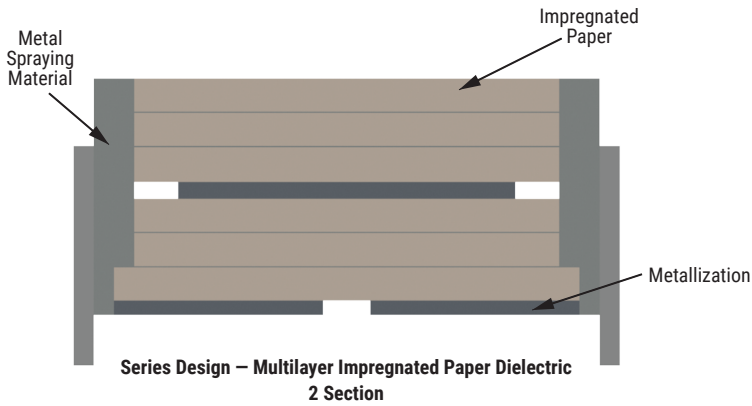 Impregnated
Paper
Metal
Spraying
Material
Metallization
Series Design — Multilayer Impregnated Paper Dielectric
2 Section